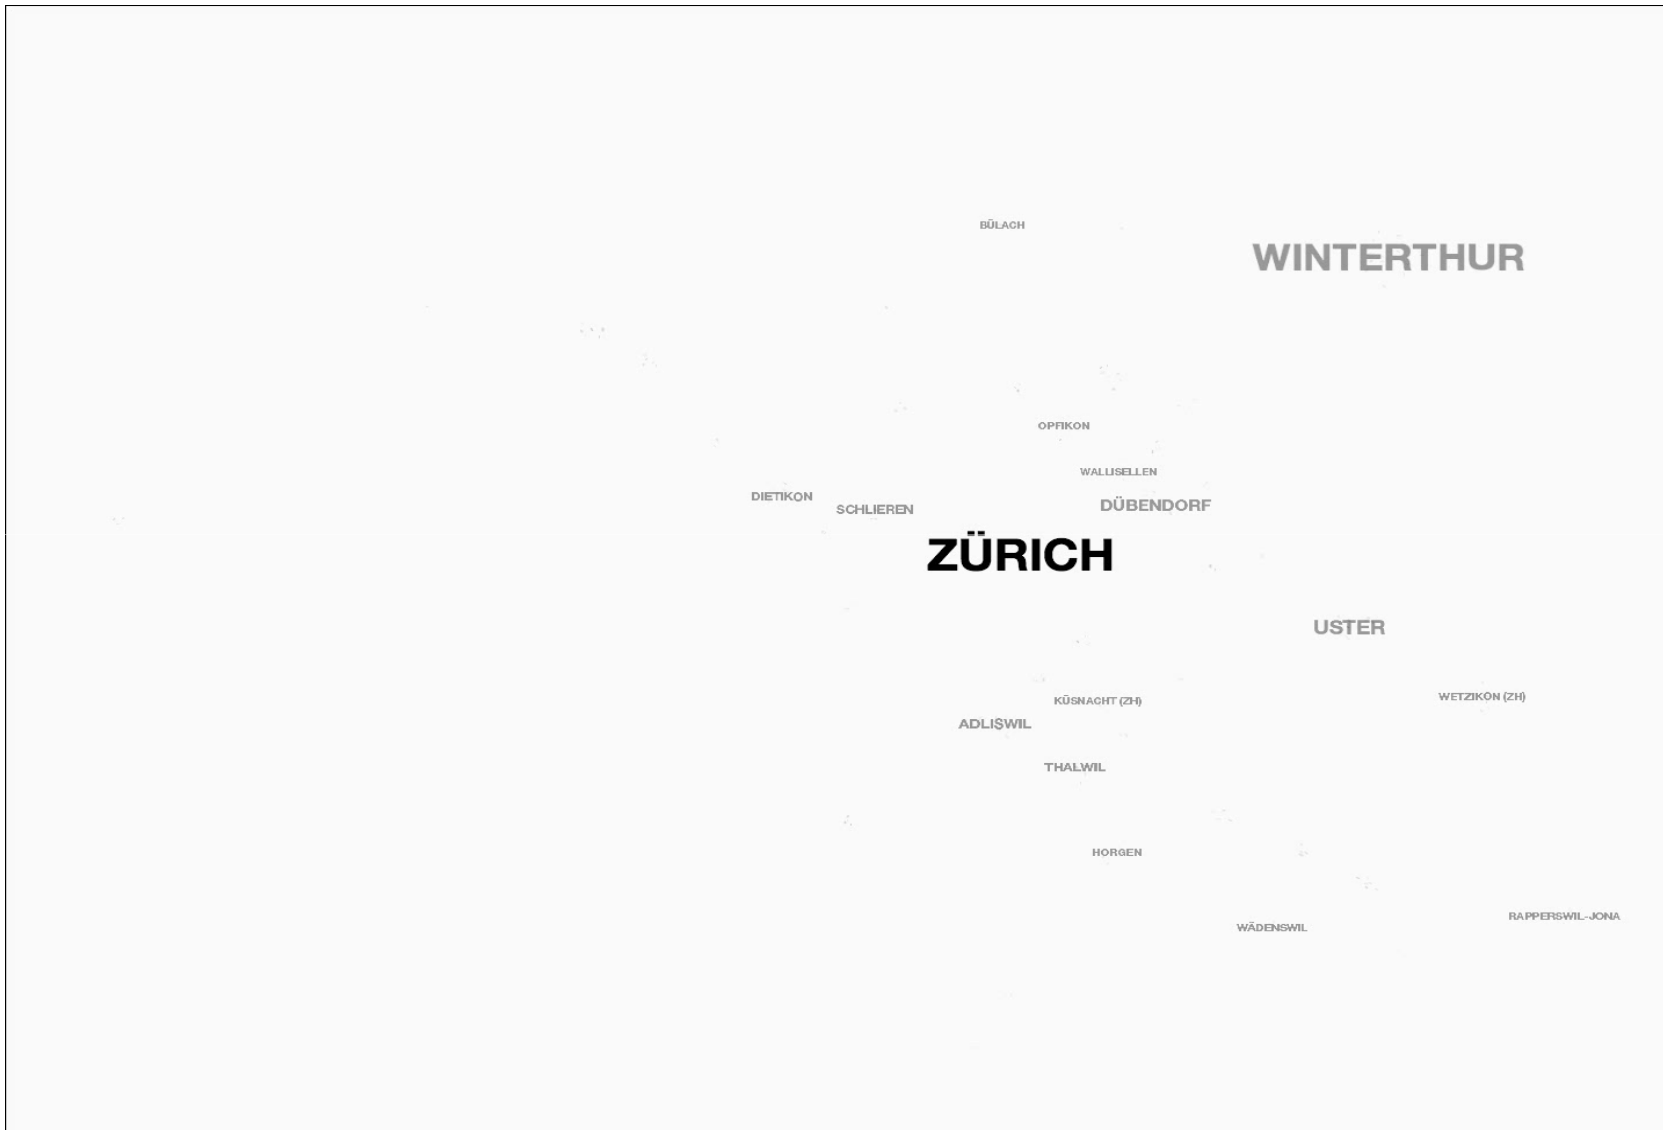 BÜLACH
WINTERTHUR
OPFIKON
WALLISELLEN
DIETIKON
SCHLIEREN
DÜBENDORF
ZÜRICH
USTER
KÜSNACHT (ZH)
WETZIKON (ZH)
ADLISWIL
THALWIL
HORGEN
RAPPERSWIL-JONA
WÄDENSWIL